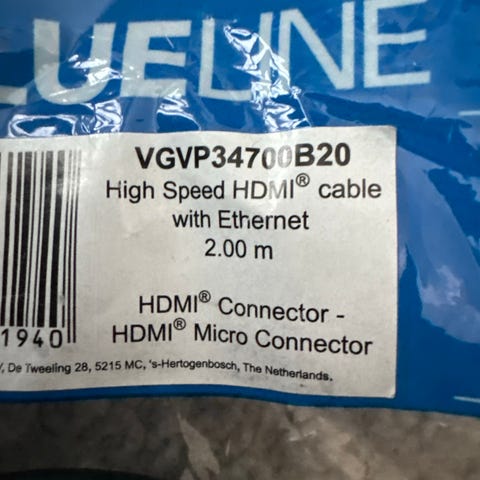 UELINE
VGVP34700B20
High Speed HDMI® cable
with Ethernet
2.00 m
HDMI® Connector -
HDMI® Micro Connector
1940
De Tweeling 28, 5215 MC, 's-Hertogenbosch, The Netherlands.